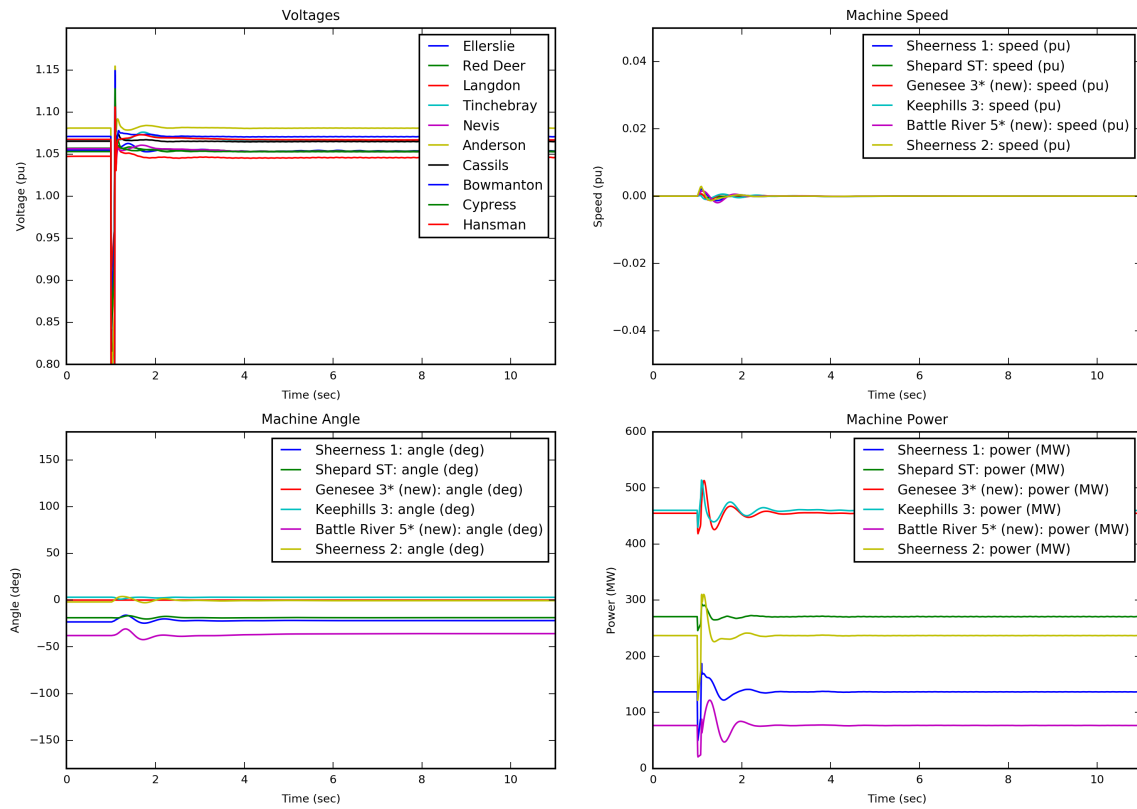 Voltages
Voltage (pu)
1.15
1.10
1.05
1.00
0.95
0.90
0.85
0.80
Ellerslie
Red Deer
Langdon
Tinchebray
Nevis
Anderson
Cassils
Bowmanton
Cypress
Hansman
0 2 4 6 8 10
Time (sec)
Machine Speed
Speed (pu)
0.04
0.02
0.00
−0.02
−0.04
Sheerness 1: speed (pu)
Shepard ST: speed (pu)
Genesee 3* (new): speed (pu)
Keephills 3: speed (pu)
Battle River 5* (new): speed (pu)
Sheerness 2: speed (pu)
0 2 4 6 8 10
Time (sec)
Machine Angle
Angle (deg)
150
100
50
0
−50
−100
−150
Sheerness 1: angle (deg)
Shepard ST: angle (deg)
Genesee 3* (new): angle (deg)
Keephills 3: angle (deg)
Battle River 5* (new): angle (deg)
Sheerness 2: angle (deg)
0 2 4 6 8 10
Time (sec)
Machine Power
Power (MW)
600
500
400
300
200
100
0
Sheerness 1: power (MW)
Shepard ST: power (MW)
Genesee 3* (new): power (MW)
Keephills 3: power (MW)
Battle River 5* (new): power (MW)
Sheerness 2: power (MW)
0 2 4 6 8 10
Time (sec)